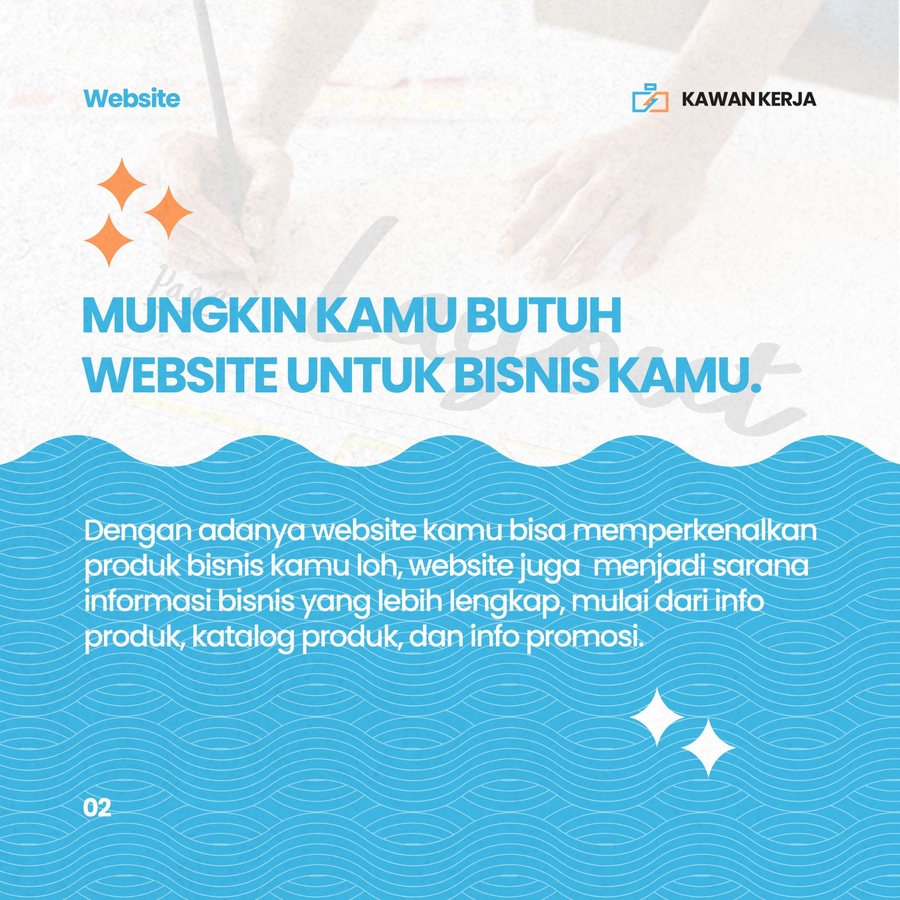 Website
KAWAN KERJA
Page
Layout
MUNGKIN KAMU BUTUH
WEBSITE UNTUK BISNIS KAMU.
Dengan adanya website kamu bisa memperkenalkan
produk bisnis kamu loh, website juga menjadi sarana
informasi bisnis yang lebih lengkap, mulai dari info
produk, katalog produk, dan info promosi.
02